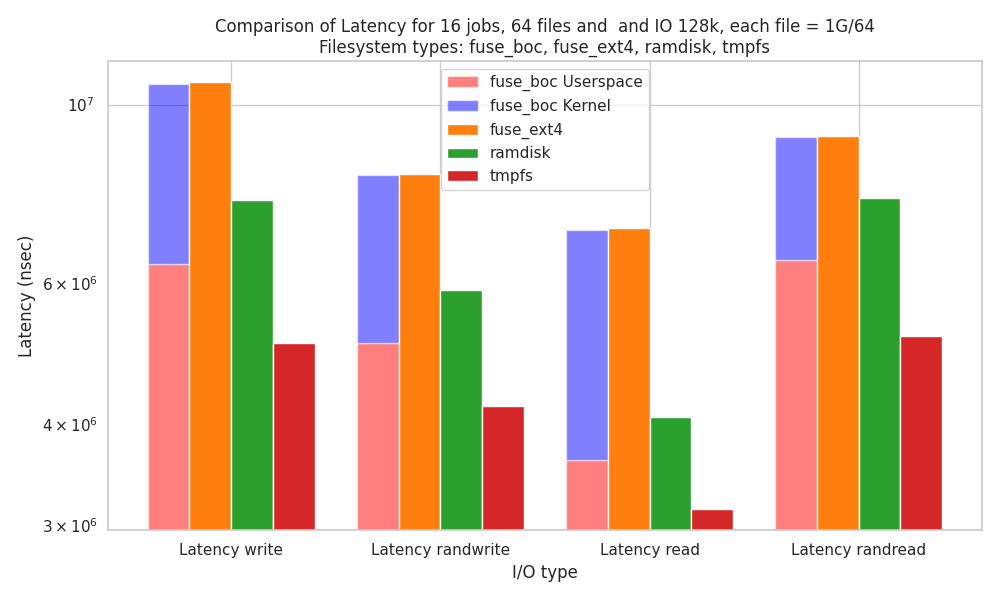 Comparison of Latency for 16 jobs, 64 files and  and IO 128k, each file = 1G/64
Filesystem types: fuse_boc, fuse_ext4, ramdisk, tmpfs
fuse_boc Userspace
fuse_boc Kernel
fuse_ext4
ramdisk
tmpfs
Latency (nsec)
10⁷
6 × 10⁶
4 × 10⁶
3 × 10⁶
Latency write
Latency randwrite
Latency read
Latency randread
I/O type